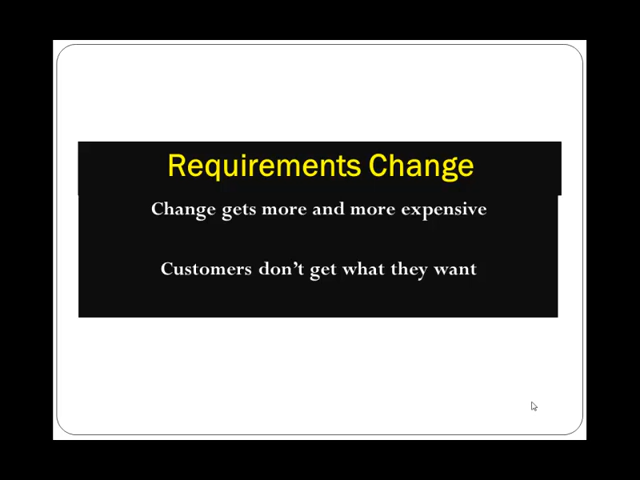 Requirements Change
Change gets more and more expensive
Customers don’t get what they want